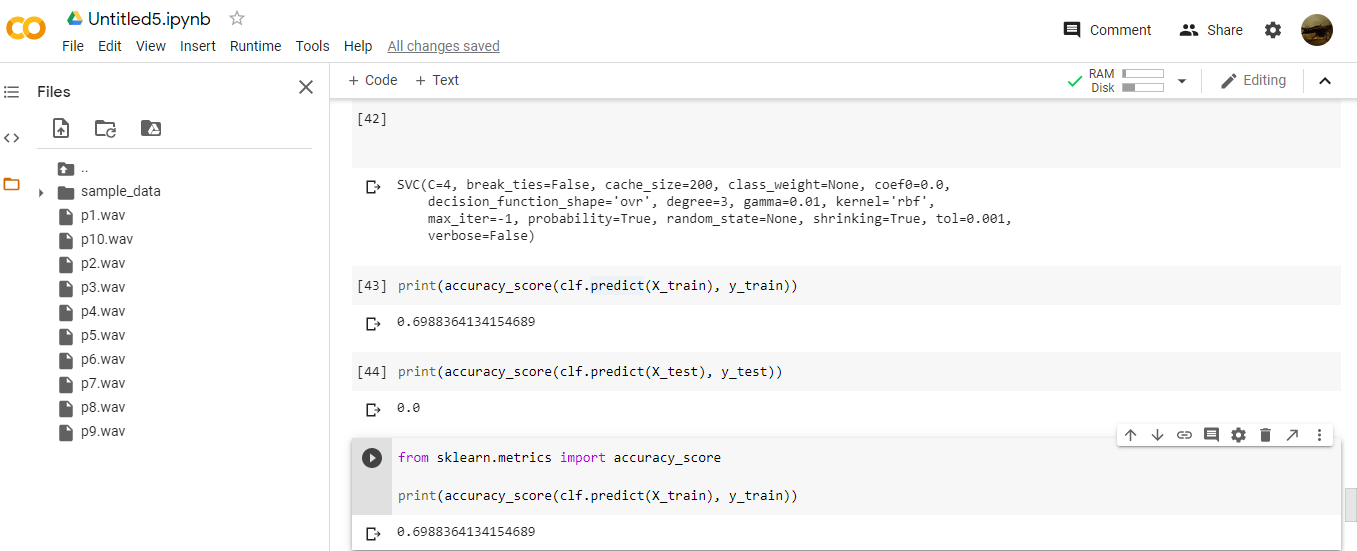 Untitled5.ipynb
File Edit View Insert Runtime Tools Help All changes saved
Comment Share
Files
+ Code + Text
RAM
Disk
Editing
..
sample_data
p1.wav
p10.wav
p2.wav
p3.wav
p4.wav
p5.wav
p6.wav
p7.wav
p8.wav
p9.wav
[42]
SVC(C=4, break_ties=False, cache_size=200, class_weight=None, coef0=0.0,
decision_function_shape='ovr', degree=3, gamma=0.01, kernel='rbf',
max_iter=-1, probability=True, random_state=None, shrinking=True, tol=0.001,
verbose=False)
[43] print(accuracy_score(clf.predict(X_train), y_train))
0.6988364134154689
[44] print(accuracy_score(clf.predict(X_test), y_test))
0.0
from sklearn.metrics import accuracy_score
print(accuracy_score(clf.predict(X_train), y_train))
0.6988364134154689